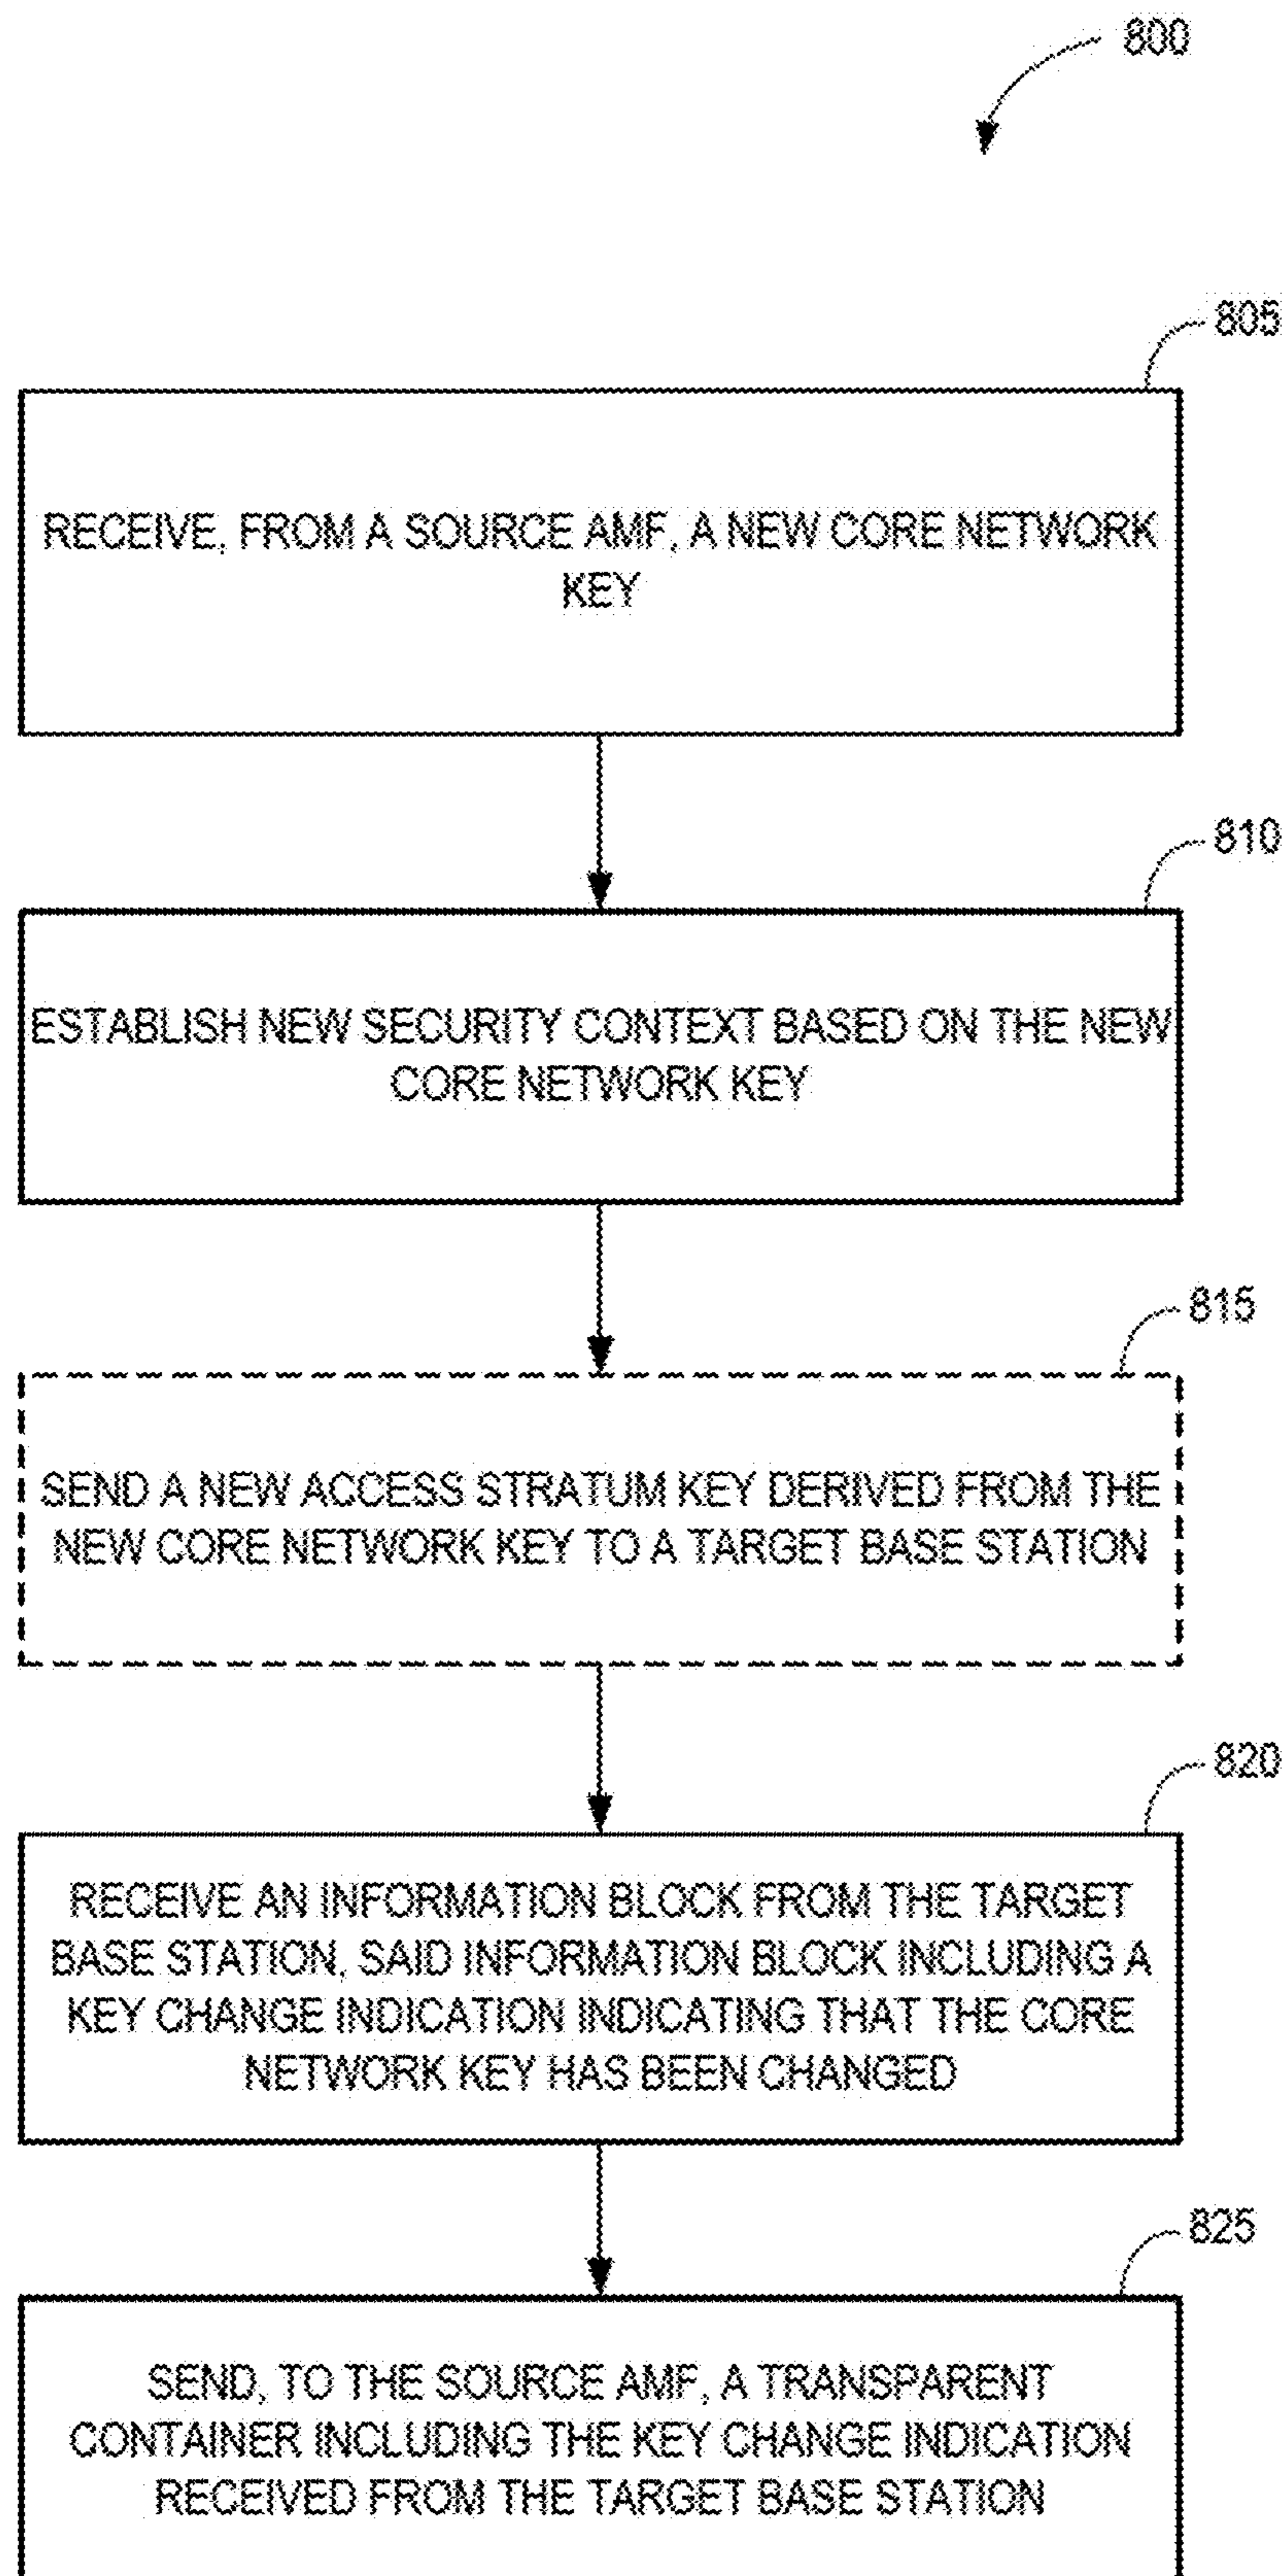 800
805
RECEIVE, FROM A SOURCE AMF, A NEW CORE NETWORK
KEY
810
ESTABLISH NEW SECURITY CONTEXT BASED ON THE NEW
CORE NETWORK KEY
815
SEND A NEW ACCESS STRATUM KEY DERIVED FROM THE
NEW CORE NETWORK KEY TO A TARGET BASE STATION
820
RECEIVE AN INFORMATION BLOCK FROM THE TARGET
BASE STATION, SAID INFORMATION BLOCK INCLUDING A
KEY CHANGE INDICATION INDICATING THAT THE CORE
NETWORK KEY HAS BEEN CHANGED
825
SEND, TO THE SOURCE AMF, A TRANSPARENT
CONTAINER INCLUDING THE KEY CHANGE INDICATION
RECEIVED FROM THE TARGET BASE STATION